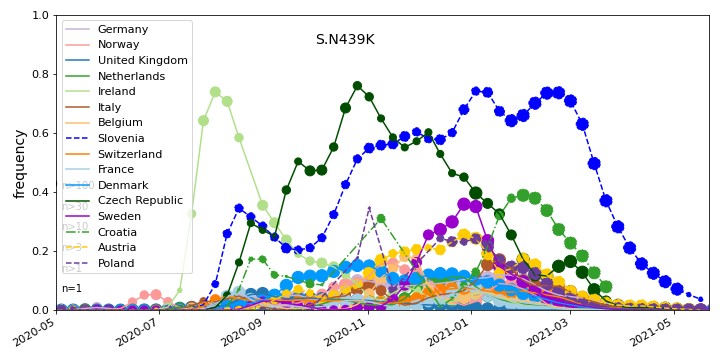 S.N439K
frequency
1.0
0.8
0.6
0.4
0.2
0.0
Germany
Norway
United Kingdom
Netherlands
Ireland
Italy
Belgium
Slovenia
Switzerland
France
Denmark
Czech Republic
Sweden
Croatia
Austria
Poland
n>100
n>30
n>10
n>3
n>1
n=1
2020-05
2020-07
2020-09
2020-11
2021-01
2021-03
2021-05